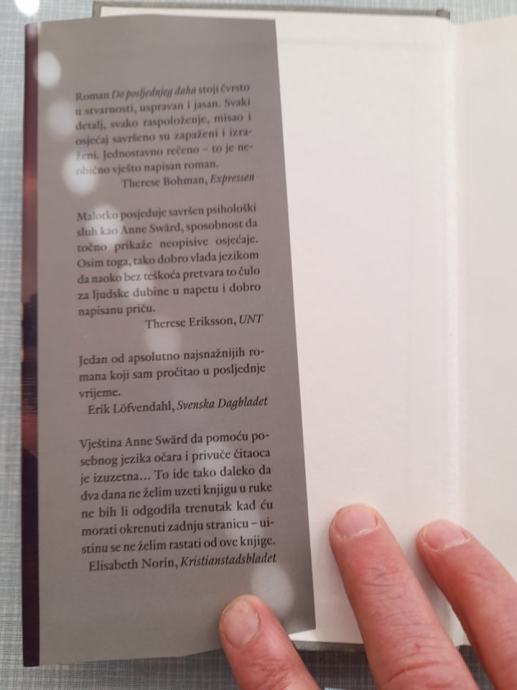 Roman Do posljednjeg daha stoji čvrsto
u stvarnosti, uspravan i jasan. Svaki
detalj, svako raspoloženje, misao i
osjećaj savršeno su zapaženi i izra-
ženi. Jednostavno rečeno – to je ne-
obično vješto napisan roman.
Therese Bohman, Expressen
Malotko posjeduje savršen psihološki
sluh kao Anne Swärd, sposobnost da
točno prikaže neopisive osjećaje.
Osim toga, tako dobro vlada jezikom
da naoko bez teškoća pretvara to čulo
za ljudske dubine u napetu i dobro
napisanu priču.
Therese Eriksson, UNT
Jedan od apsolutno najsnažnijih ro-
mana koji sam pročitao u posljednje
vrijeme.
Erik Löfvendahl, Svenska Dagbladet
Vještina Anne Swärd da pomoću po-
sebnog jezika očara i privuče čitaoca
je izuzetna... To ide tako daleko da
dva dana ne želim uzeti knjigu u ruke
ne bih li odgodila trenutak kad ću
morati okrenuti zadnju stranicu – ui-
stinu se ne želim rastati od ove knjige.
Elisabeth Norin, Kristianstadsbladet